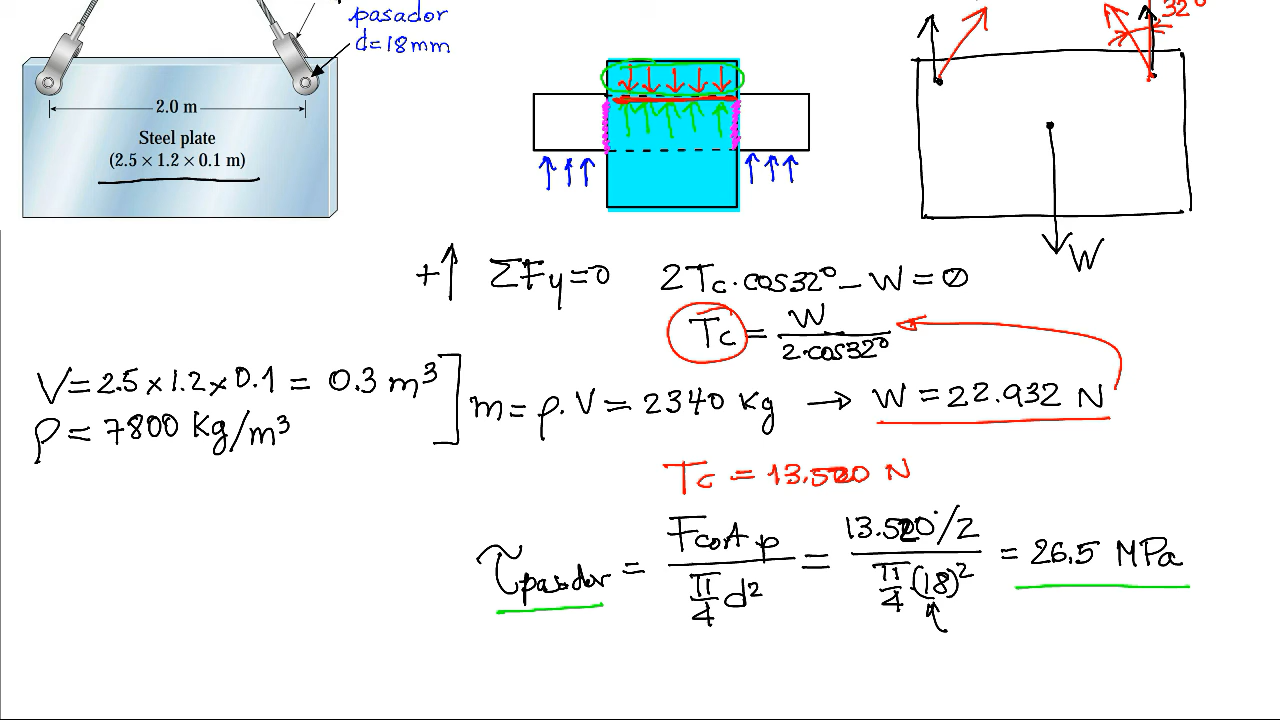 pasador
d=18mm
32°
2.0 m
Steel plate
(2.5 × 1.2 × 0.1 m)
W
+↑ ΣFy=0 2Tc·cos32° – W = 0
Tc = W / 2·cos32°
V = 2.5 x 1.2 x 0.1 = 0.3 m³
ρ = 7800 Kg/m³
m = ρ. V = 2340 Kg → W = 22.932 N
Tc = 13.520 N
τpasador = Fcort p / π/4 d² = 13.520/2 / π/4·(18)² = 26.5 MPa